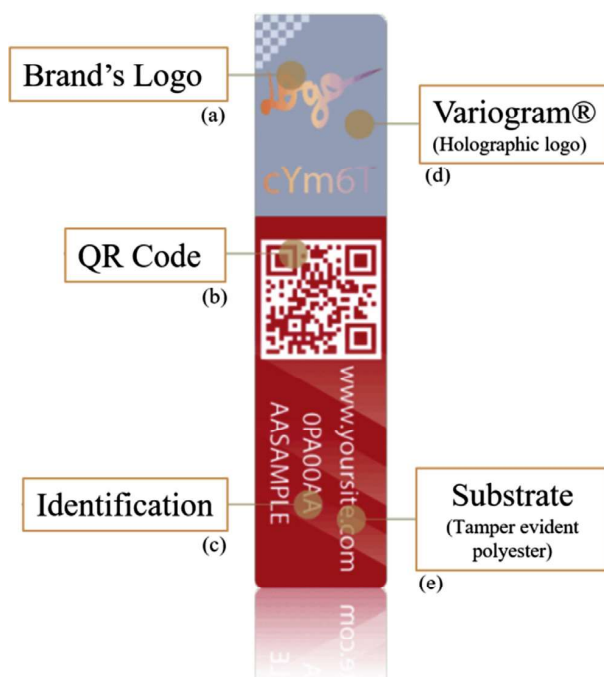 Brand's Logo
(a)
logo
Variogram®
(Holographic logo)
(d)
cYm6T
QR Code
(b)
www.yoursite.com
0PA00AA
AASAMPLE
Identification
(c)
Substrate
(Tamper evident
polyester)
(e)